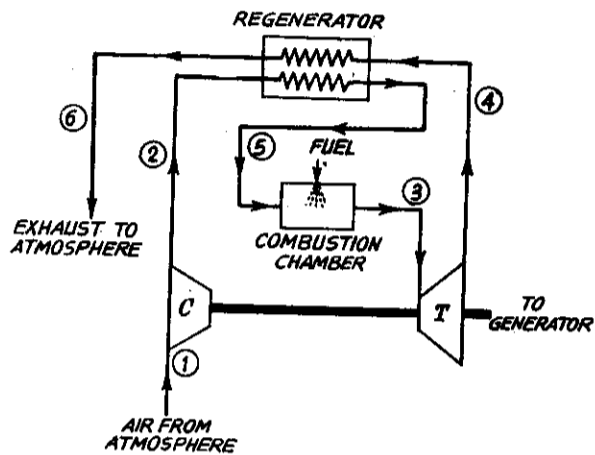 REGENERATOR
④
⑥
②
⑤
FUEL
③
EXHAUST TO
ATMOSPHERE
COMBUSTION
CHAMBER
C
T
TO
GENERATOR
①
AIR FROM
ATMOSPHERE